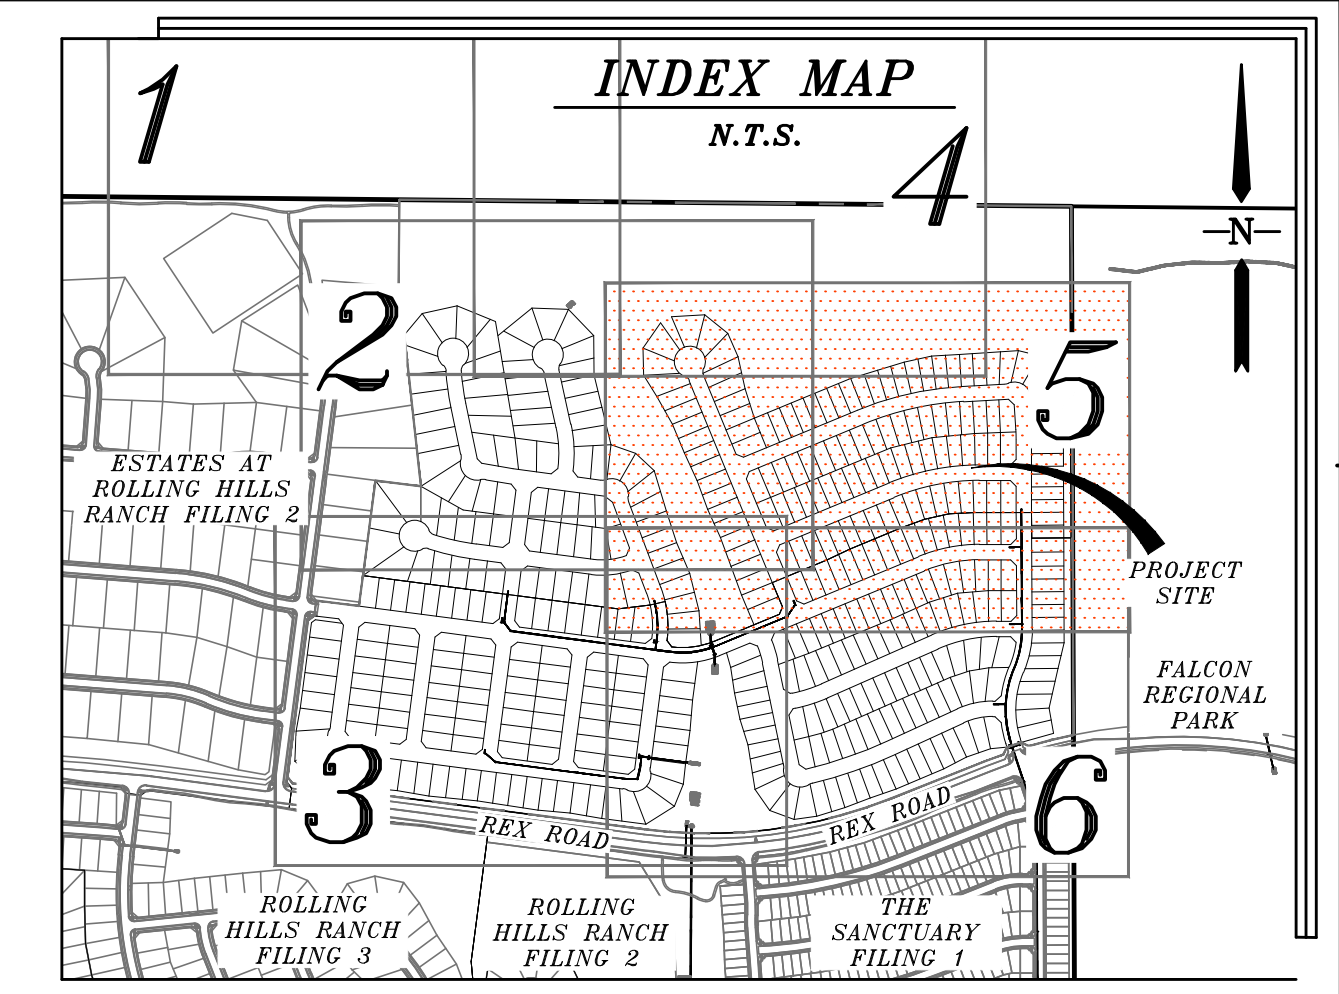 INDEX MAP
N.T.S.
1
4
N
2
5
ESTATES AT
ROLLING HILLS
RANCH FILING 2
PROJECT
SITE
FALCON
REGIONAL
PARK
3
6
REX ROAD
REX ROAD
ROLLING
HILLS RANCH
FILING 3
ROLLING
HILLS RANCH
FILING 2
THE
SANCTUARY
FILING 1